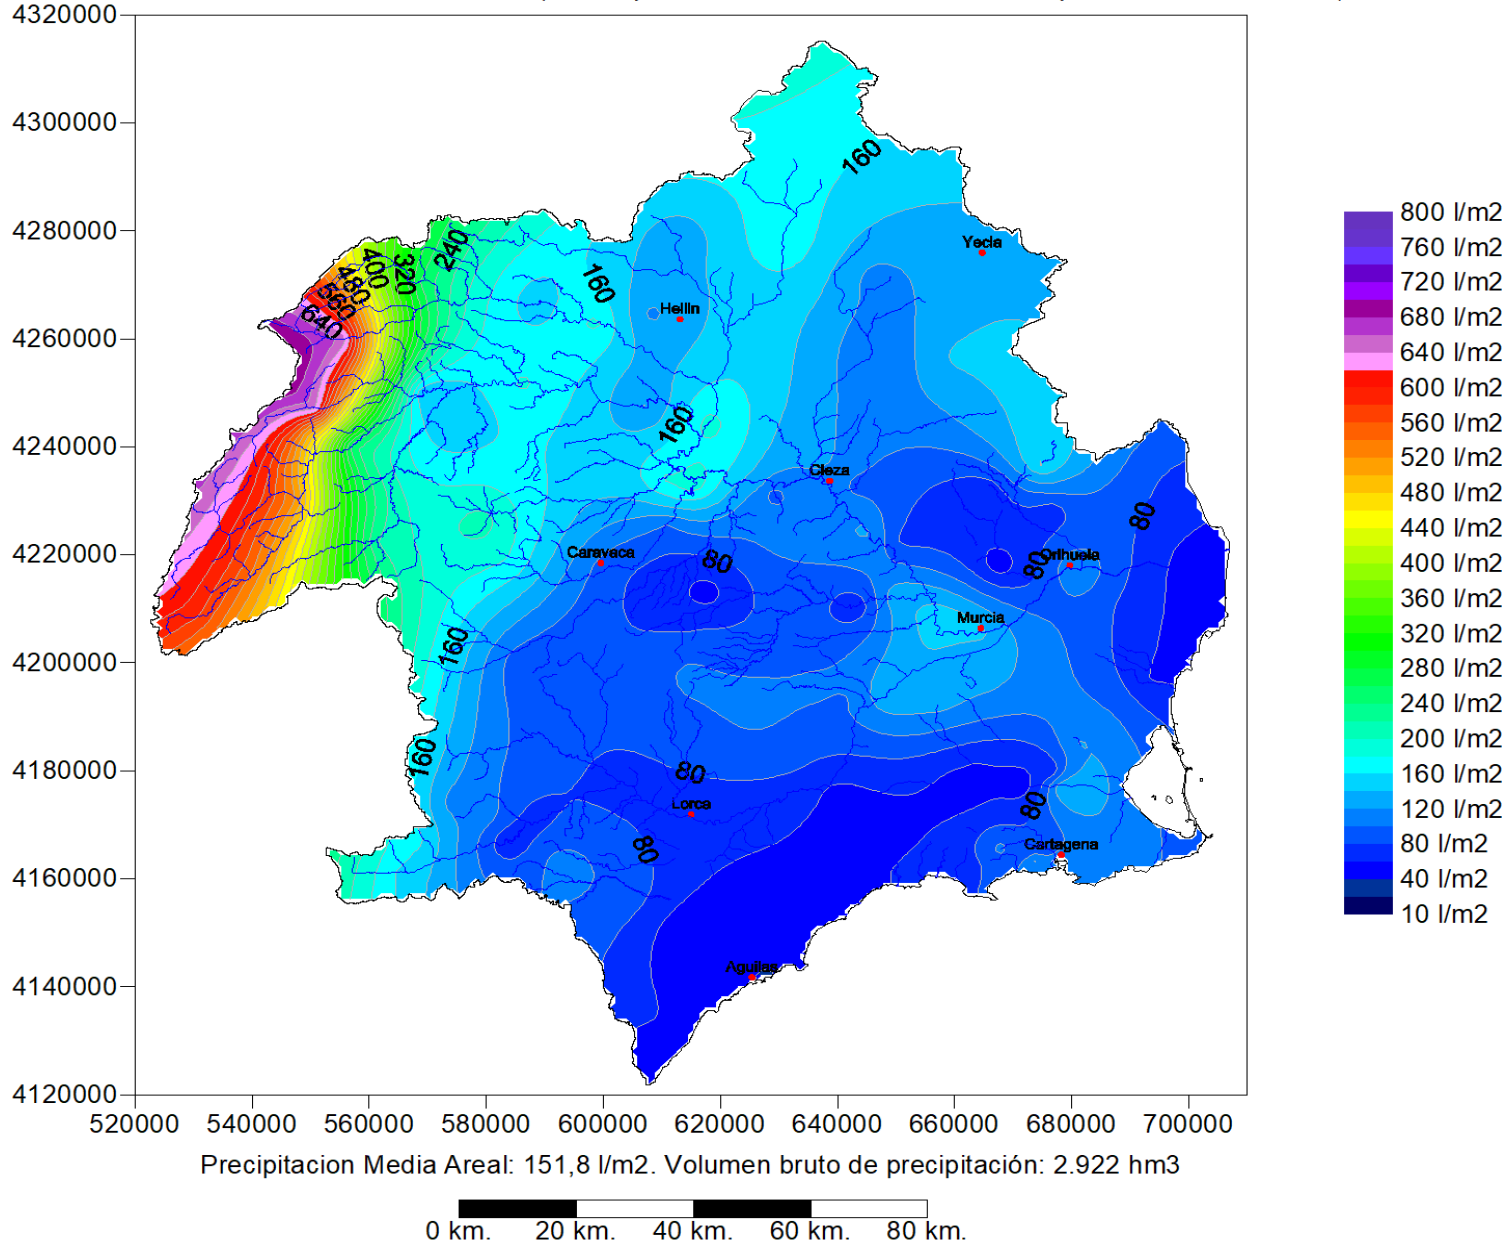 4320000
4300000
4280000
4260000
4240000
4220000
4200000
4180000
4160000
4140000
4120000
520000 540000 560000 580000 600000 620000 640000 660000 680000 700000
160
Yecla
240
400
320
480
560
640
160
Hellin
160
Cieza
80
Caravaca
80
80
Orihuela
Murcia
160
160
80
Lorca
80
80
Cartagena
Aguilas
800 l/m2
760 l/m2
720 l/m2
680 l/m2
640 l/m2
600 l/m2
560 l/m2
520 l/m2
480 l/m2
440 l/m2
400 l/m2
360 l/m2
320 l/m2
280 l/m2
240 l/m2
200 l/m2
160 l/m2
120 l/m2
80 l/m2
40 l/m2
10 l/m2
Precipitacion Media Areal: 151,8 l/m2. Volumen bruto de precipitación: 2.922 hm3
0 km. 20 km. 40 km. 60 km. 80 km.